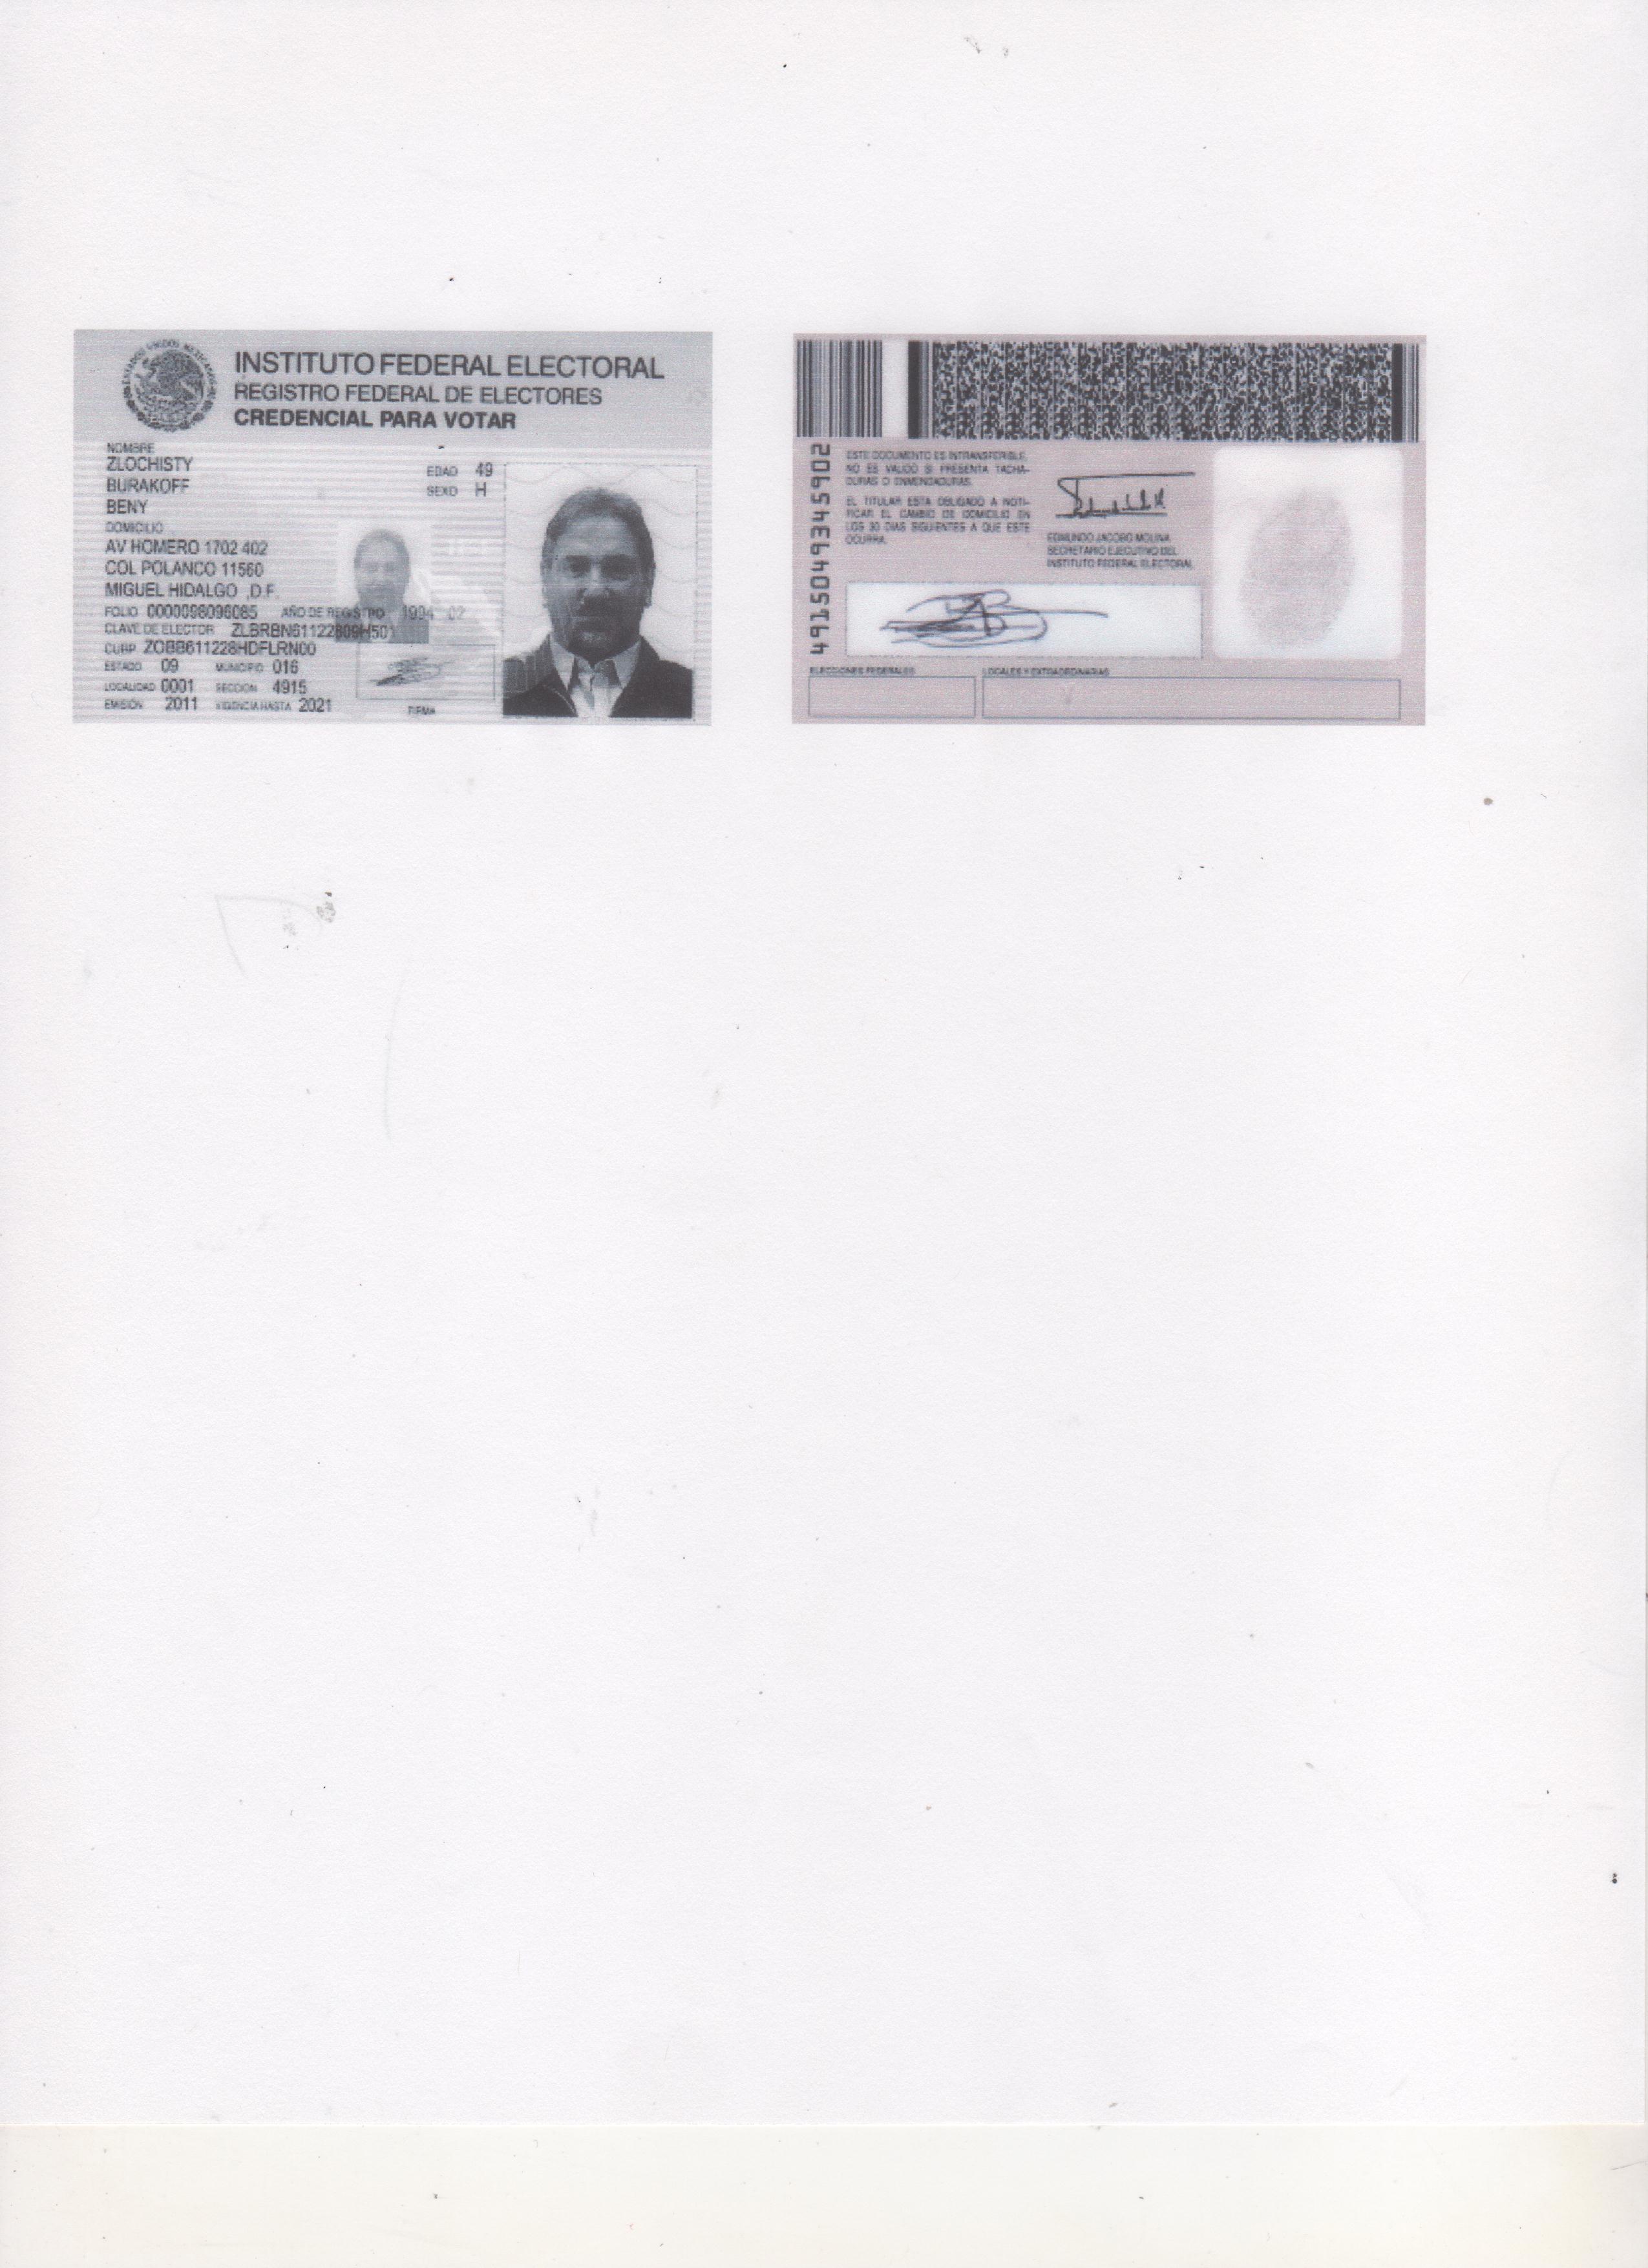 ESTADOS UNIDOS MEXICANOS
INSTITUTO FEDERAL ELECTORAL
REGISTRO FEDERAL DE ELECTORES
CREDENCIAL PARA VOTAR
NOMBRE
ZLOCHISTY
BURAKOFF
BENY
EDAD 49
SEXO H
DOMICILIO
AV HOMERO 1702 402
COL POLANCO 11560
MIGUEL HIDALGO ,D.F.
FOLIO 0000098096085 AÑO DE REGISTRO 1994 02
CLAVE DE ELECTOR ZLBRBN61122809H501
CURP ZOBB611228HDFLRN00
ESTADO 09 MUNICIPIO 016
LOCALIDAD 0001 SECCION 4915
EMISIÓN 2011 VIGENCIA HASTA 2021
FIRMA
4915049345902
ESTE DOCUMENTO ES INTRANSFERIBLE,
NO ES VALIDO SI PRESENTA TACHA-
DURAS O ENMENDADURAS.
EL TITULAR ESTA OBLIGADO A NOTI-
FICAR EL CAMBIO DE DOMICILIO EN
LOS 30 DIAS SIGUIENTES A QUE ESTE
OCURRA.
EDMUNDO JACOBO MOLINA
SECRETARIO EJECUTIVO DEL
INSTITUTO FEDERAL ELECTORAL
ELECCIONES FEDERALES
LOCALES Y EXTRAORDINARIAS